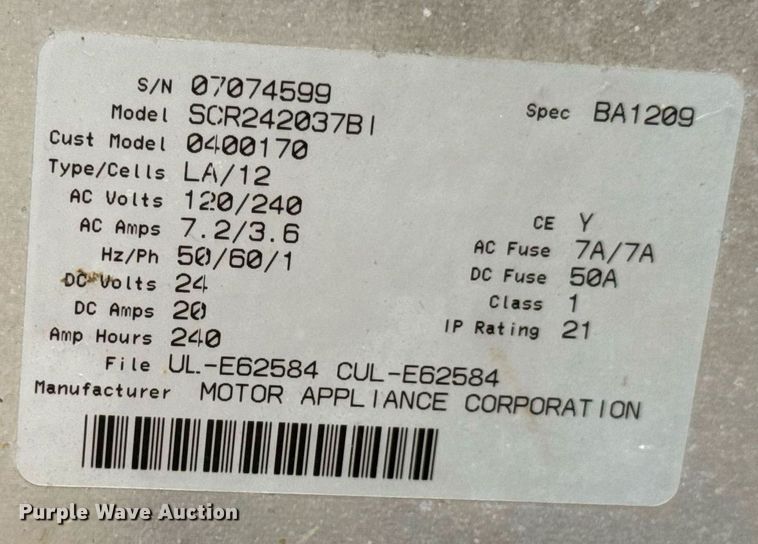 S/N 07074599
Model SCR242037BI Spec BA1209
Cust Model 0400170
Type/Cells LA/12
AC Volts 120/240 CE Y
AC Amps 7.2/3.6 AC Fuse 7A/7A
Hz/Ph 50/60/1 DC Fuse 50A
DC Volts 24 Class 1
DC Amps 20 IP Rating 21
Amp Hours 240
File UL-E62584 CUL-E62584
Manufacturer MOTOR APPLIANCE CORPORATION
Purple Wave Auction